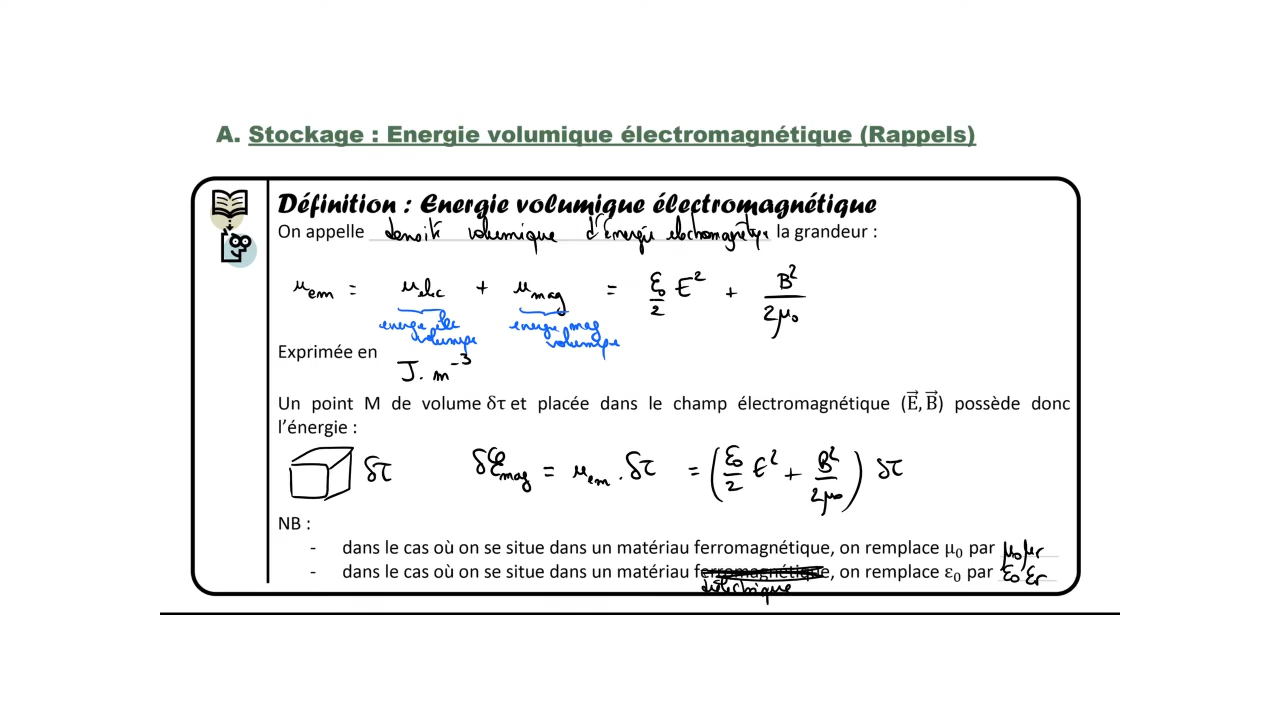 A. Stockage : Energie volumique électromagnétique (Rappels)
Définition : Energie volumique électromagnétique
On appelle densité volumique d'énergie électromagnétique la grandeur :
u_em = u_elec + u_mag = ε₀/2 E² + B²/2μ₀
energie élec volumique energie mag volumique
Exprimée en J.m⁻³
Un point M de volume δτ et placée dans le champ électromagnétique (E⃗, B⃗) possède donc
l'énergie :
δτ δℰ_mag = u_em . δτ = (ε₀/2 E² + B²/2μ₀) δτ
NB :
- dans le cas où on se situe dans un matériau ferromagnétique, on remplace μ₀ par μ₀μr
- dans le cas où on se situe dans un matériau ferromagnétique, on remplace ε₀ par ε₀εr
diélectrique